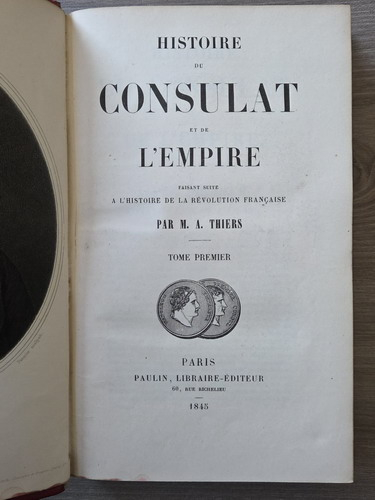 HISTOIRE
DU
CONSULAT
ET DE
L'EMPIRE
FAISANT SUITE
A L'HISTOIRE DE LA RÉVOLUTION FRANÇAISE
PAR M. A. THIERS
TOME PREMIER
PARIS
PAULIN, LIBRAIRE-ÉDITEUR
60, RUE RICHELIEU
1845